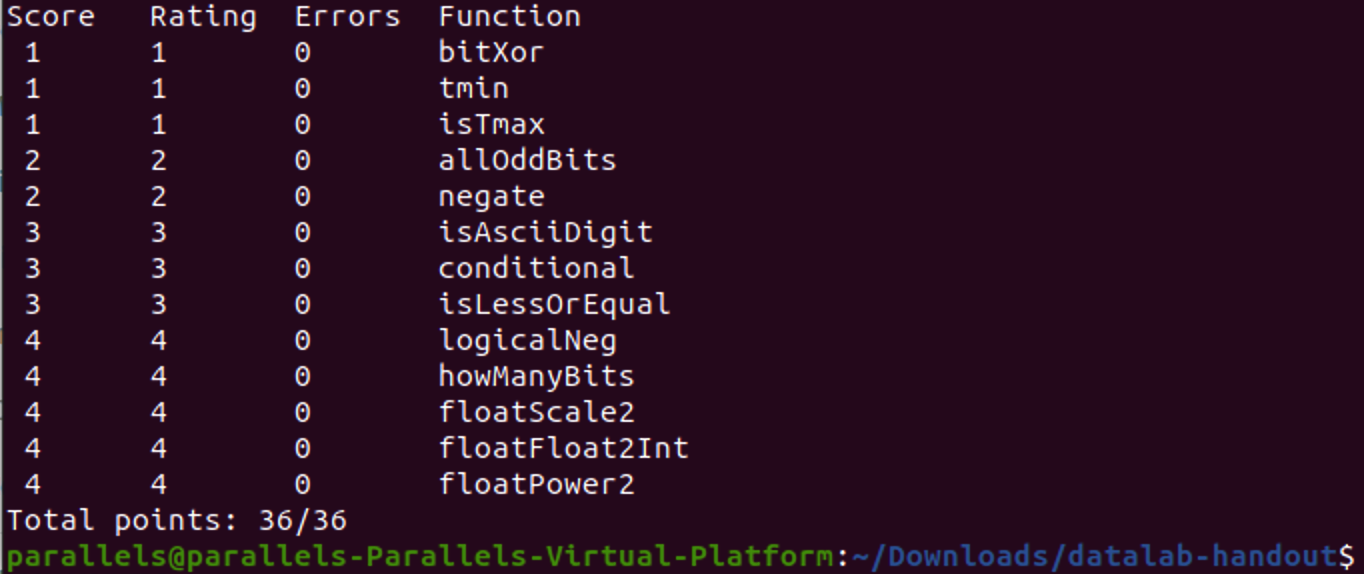 Score Rating Errors Function
1 1 0 bitXor
1 1 0 tmin
1 1 0 isTmax
2 2 0 allOddBits
2 2 0 negate
3 3 0 isAsciiDigit
3 3 0 conditional
3 3 0 isLessOrEqual
4 4 0 logicalNeg
4 4 0 howManyBits
4 4 0 floatScale2
4 4 0 floatFloat2Int
4 4 0 floatPower2
Total points: 36/36
parallels@parallels-Parallels-Virtual-Platform:~/Downloads/datalab-handout$